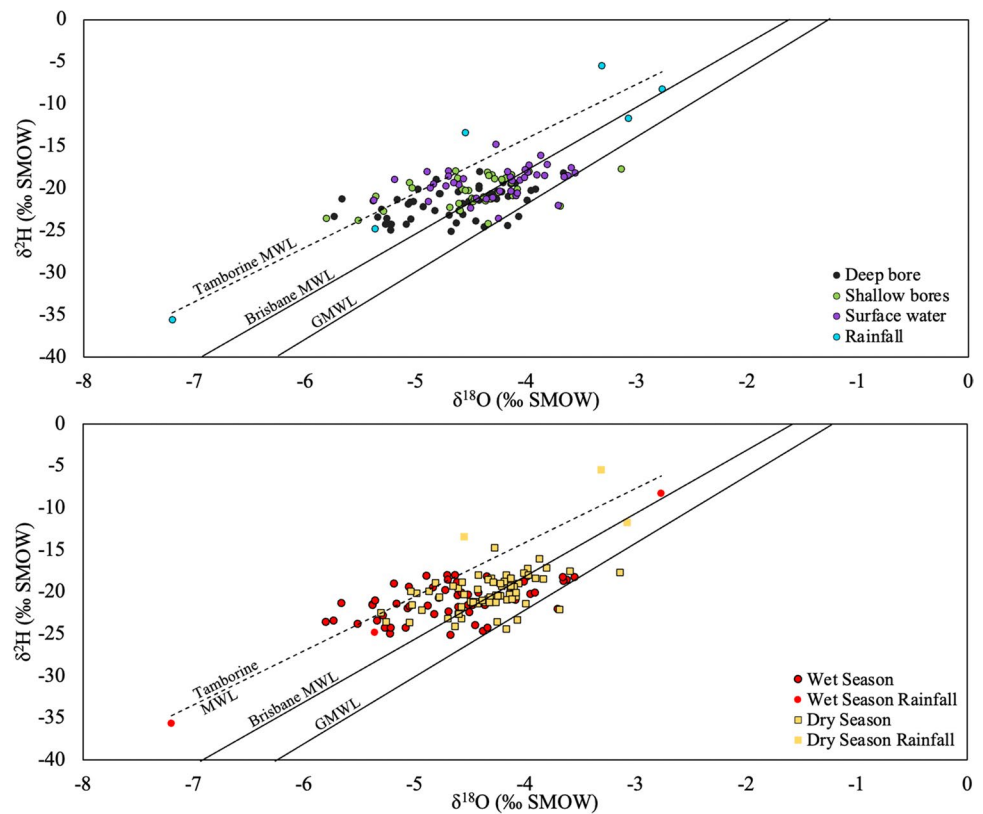 0
-5
-10
-15
-20
-25
-30
-35
-40
δ²H (‰ SMOW)
Tamborine MWL
Brisbane MWL
GMWL
Deep bore
Shallow bores
Surface water
Rainfall
-8 -7 -6 -5 -4 -3 -2 -1 0
δ¹⁸O (‰ SMOW)
0
-5
-10
-15
-20
-25
-30
-35
-40
δ²H (‰ SMOW)
Tamborine
MWL
Brisbane MWL
GMWL
Wet Season
Wet Season Rainfall
Dry Season
Dry Season Rainfall
-8 -7 -6 -5 -4 -3 -2 -1 0
δ¹⁸O (‰ SMOW)